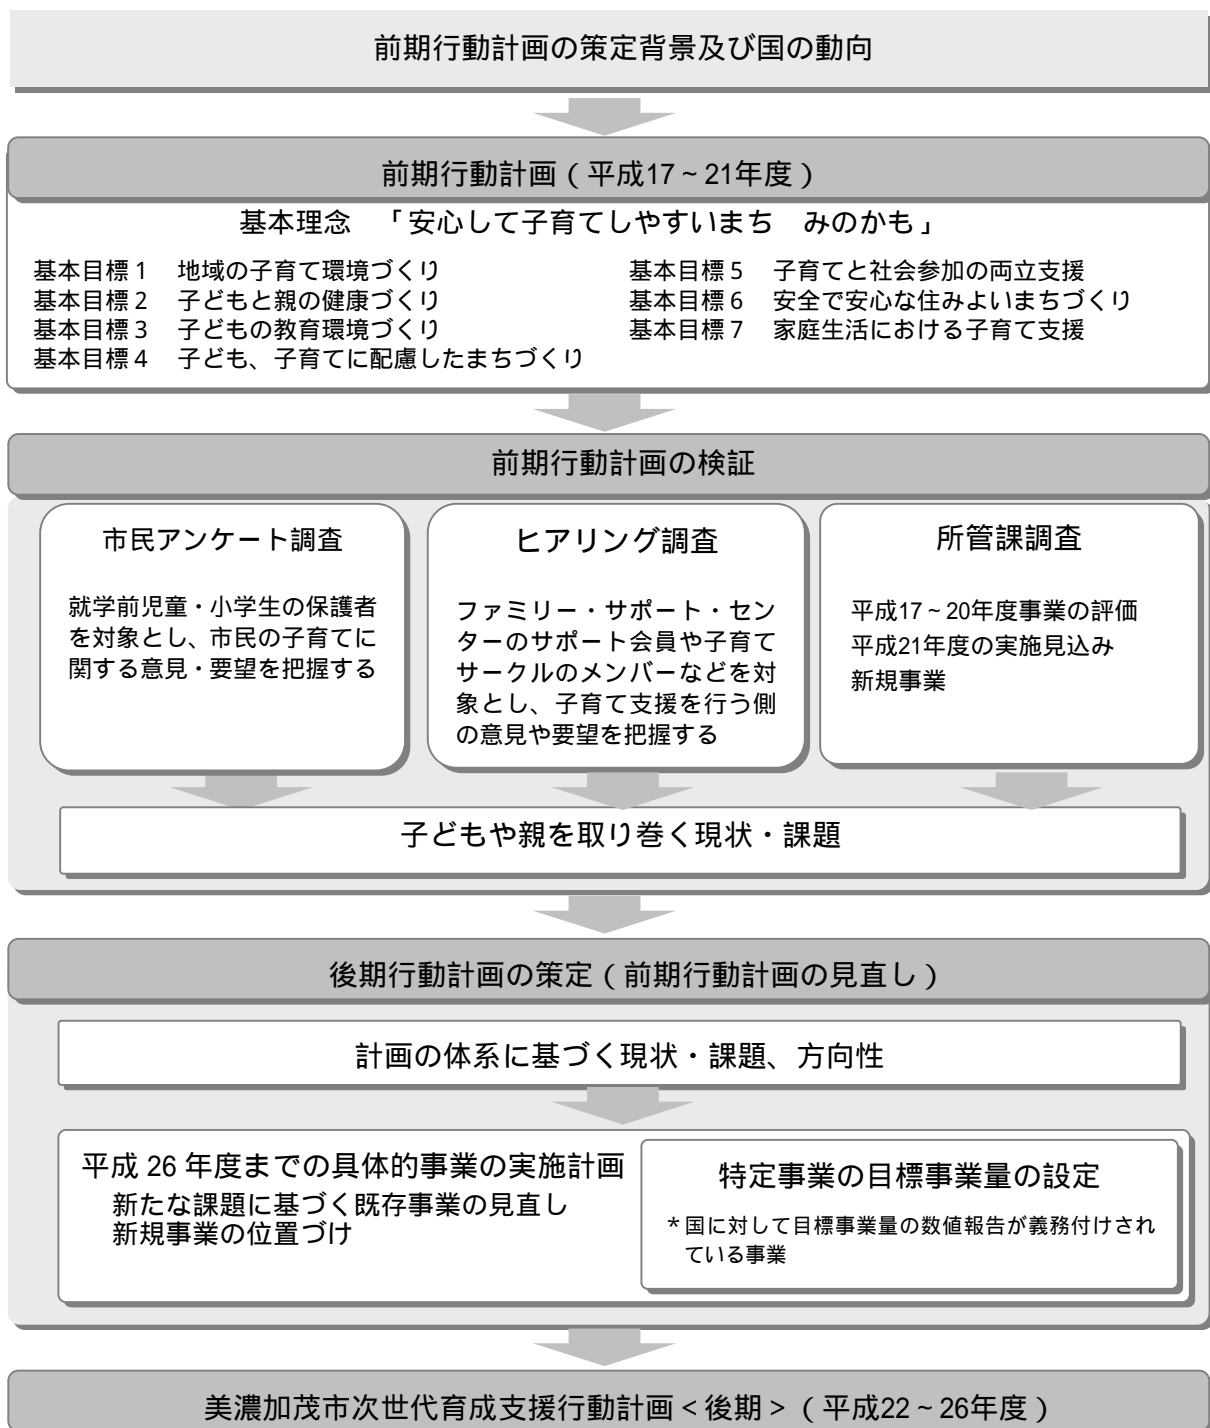 前期行動計画の策定背景及び国の動向
前期行動計画（平成17～21年度）
基本理念　「安心して子育てしやすいまち　みのかも」
基本目標１　地域の子育て環境づくり
基本目標２　子どもと親の健康づくり
基本目標３　子どもの教育環境づくり
基本目標４　子ども、子育てに配慮したまちづくり
基本目標５　子育てと社会参加の両立支援
基本目標６　安全で安心な住みよいまちづくり
基本目標７　家庭生活における子育て支援
前期行動計画の検証
市民アンケート調査
就学前児童・小学生の保護者
を対象とし、市民の子育てに
関する意見・要望を把握する
ヒアリング調査
ファミリー・サポート・セン
ターのサポート会員や子育て
サークルのメンバーなどを対
象とし、子育て支援を行う側
の意見や要望を把握する
所管課調査
平成17～20年度事業の評価
平成21年度の実施見込み
新規事業
子どもや親を取り巻く現状・課題
後期行動計画の策定（前期行動計画の見直し）
計画の体系に基づく現状・課題、方向性
平成 26 年度までの具体的事業の実施計画
新たな課題に基づく既存事業の見直し
新規事業の位置づけ
特定事業の目標事業量の設定
＊国に対して目標事業量の数値報告が義務付けされ
ている事業
美濃加茂市次世代育成支援行動計画＜後期＞（平成22～26年度）